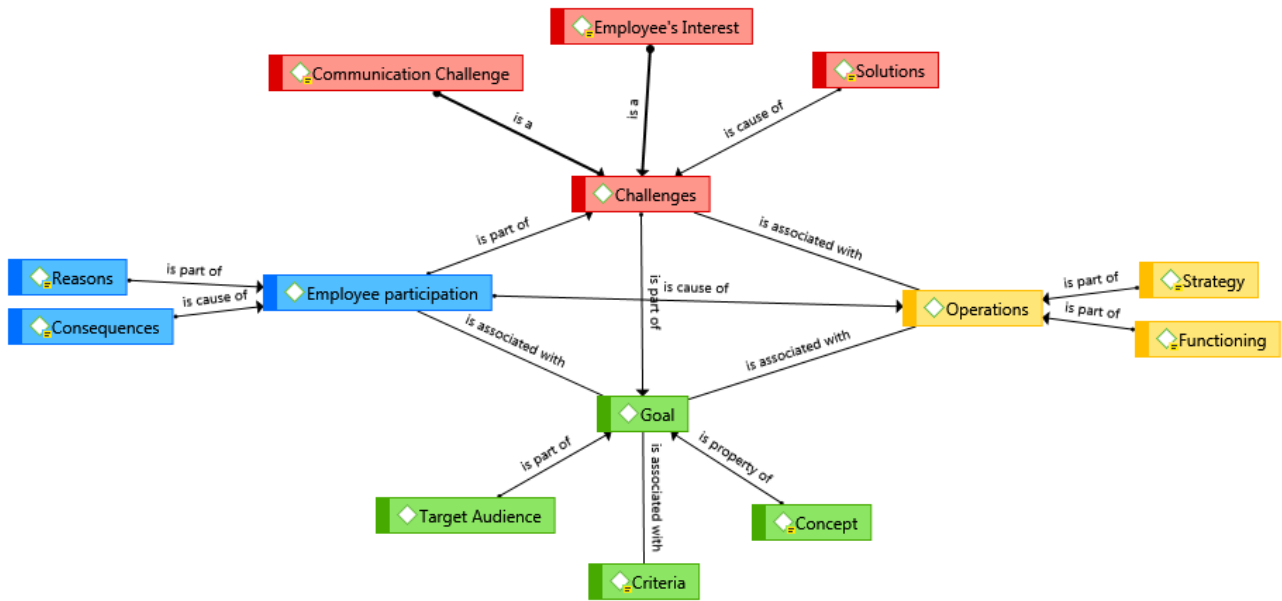 Employee's Interest
Communication Challenge
Solutions
is a
is a
is cause of
Challenges
is part of
is associated with
Reasons
is part of
Employee participation
is part of
is cause of
is part of
Strategy
Consequences
is cause of
Operations
is part of
Functioning
is associated with
is associated with
Goal
is part of
is associated with
is property of
Target Audience
Concept
Criteria